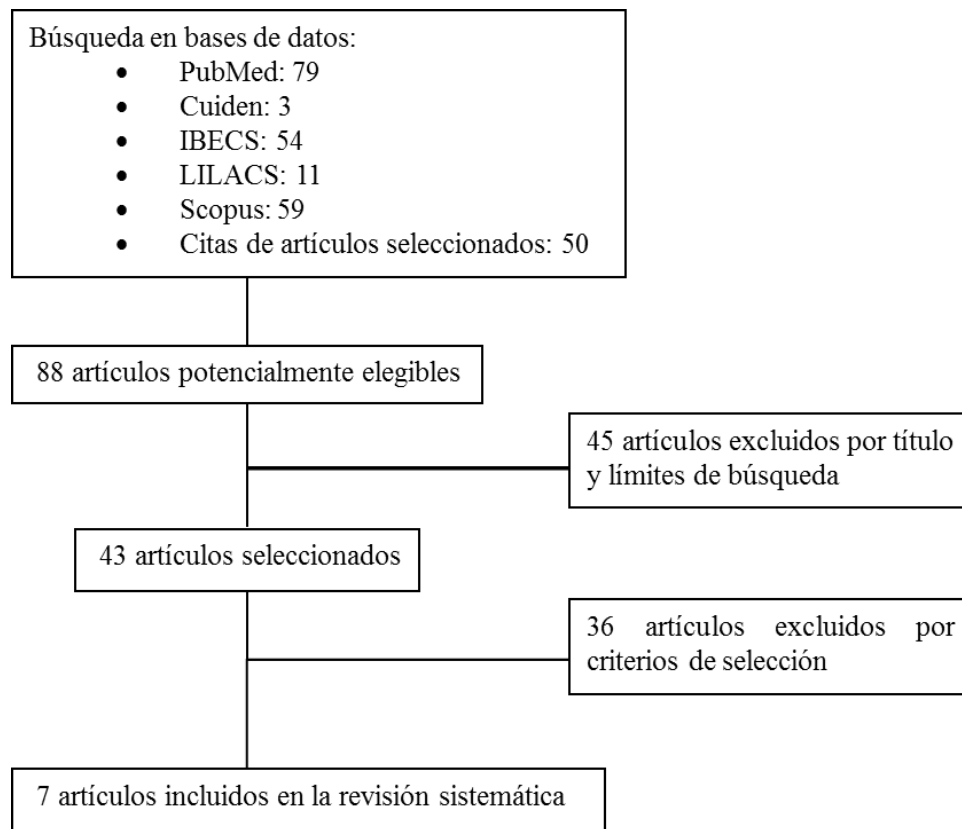 Búsqueda en bases de datos:
• PubMed: 79
• Cuiden: 3
• IBECS: 54
• LILACS: 11
• Scopus: 59
• Citas de artículos seleccionados: 50
88 artículos potencialmente elegibles
45 artículos excluidos por título
y límites de búsqueda
43 artículos seleccionados
36 artículos excluidos por
criterios de selección
7 artículos incluidos en la revisión sistemática